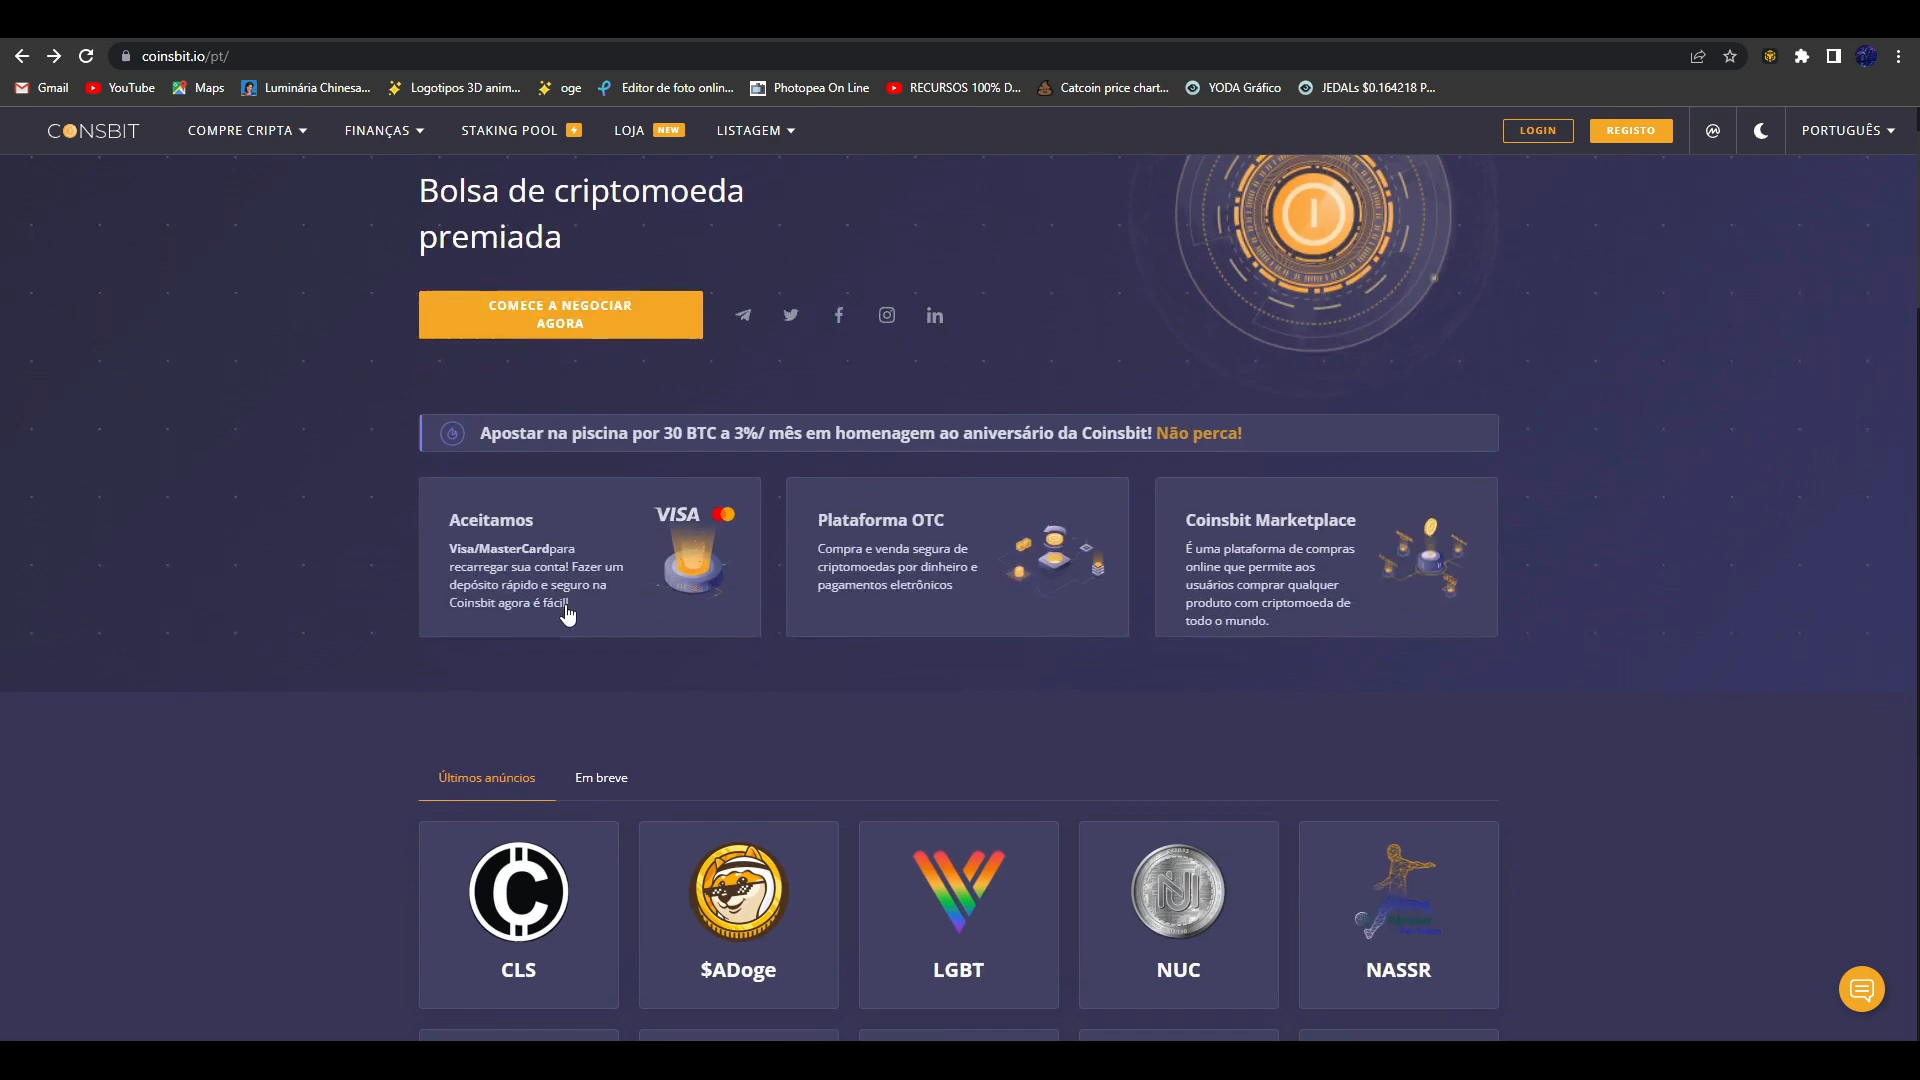 coinsbit.io/pt/
Gmail
YouTube
Maps
Luminária Chinesa...
Logotipos 3D anim...
oge
Editor de foto onlin...
Photopea On Line
RECURSOS 100% D...
Catcoin price chart...
YODA Gráfico
JEDALs $0.164218 P...
COINSBIT
COMPRE CRIPTA
FINANÇAS
STAKING POOL
LOJA NEW
LISTAGEM
LOGIN
REGISTO
PORTUGUÊS
Bolsa de criptomoeda
premiada
COMECE A NEGOCIAR
AGORA
Apostar na piscina por 30 BTC a 3%/ mês em homenagem ao aniversário da Coinsbit! Não perca!
Aceitamos
VISA
Visa/MasterCardpara
recarregar sua conta! Fazer um
depósito rápido e seguro na
Coinsbit agora é fácil!
Plataforma OTC
Compra e venda segura de
criptomoedas por dinheiro e
pagamentos eletrônicos
Coinsbit Marketplace
É uma plataforma de compras
online que permite aos
usuários comprar qualquer
produto com criptomoeda de
todo o mundo.
Últimos anúncios
Em breve
CLS
$ADoge
LGBT
NUC
NASSR